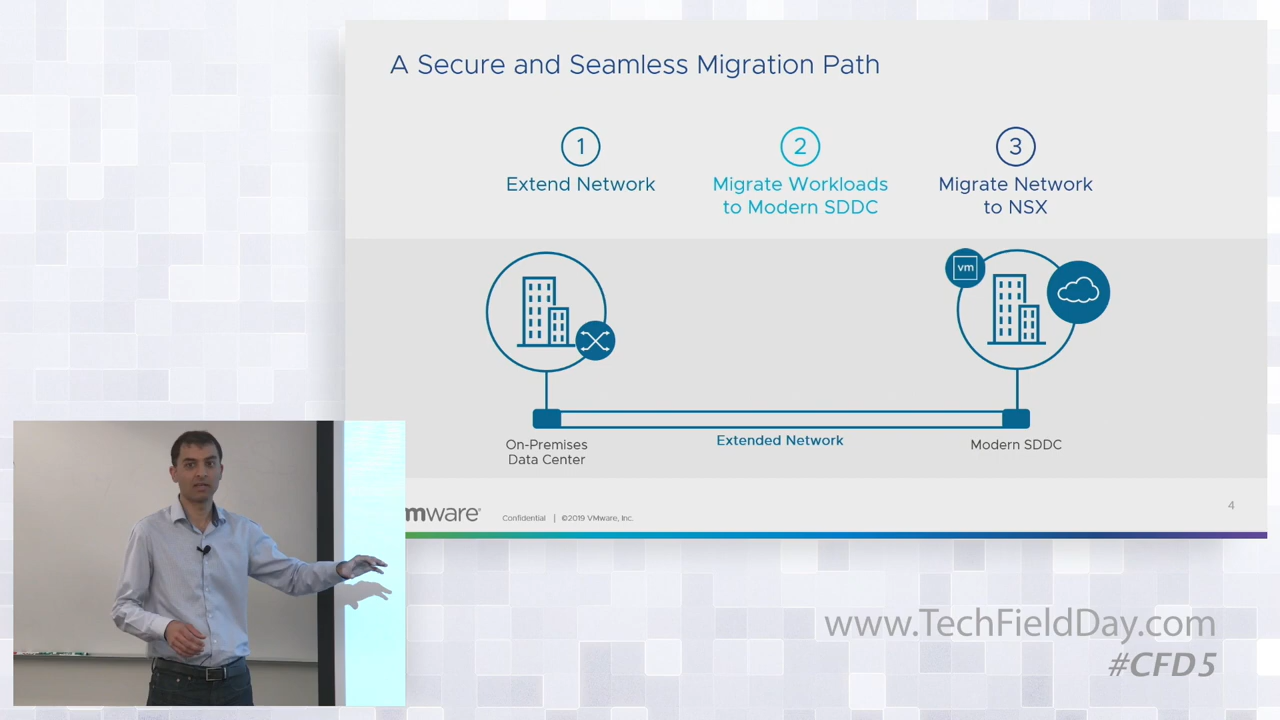 A Secure and Seamless Migration Path
1
Extend Network
2
Migrate Workloads
to Modern SDDC
3
Migrate Network
to NSX
vm
On-Premises
Data Center
Extended Network
Modern SDDC
mware®
Confidential | ©2019 VMware, Inc.
4
www.TechFieldDay.com
#CFD5